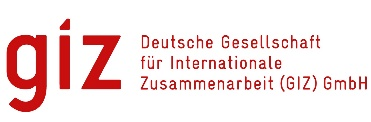 giz
Deutsche Gesellschaft
für Internationale
Zusammenarbeit (GIZ) GmbH